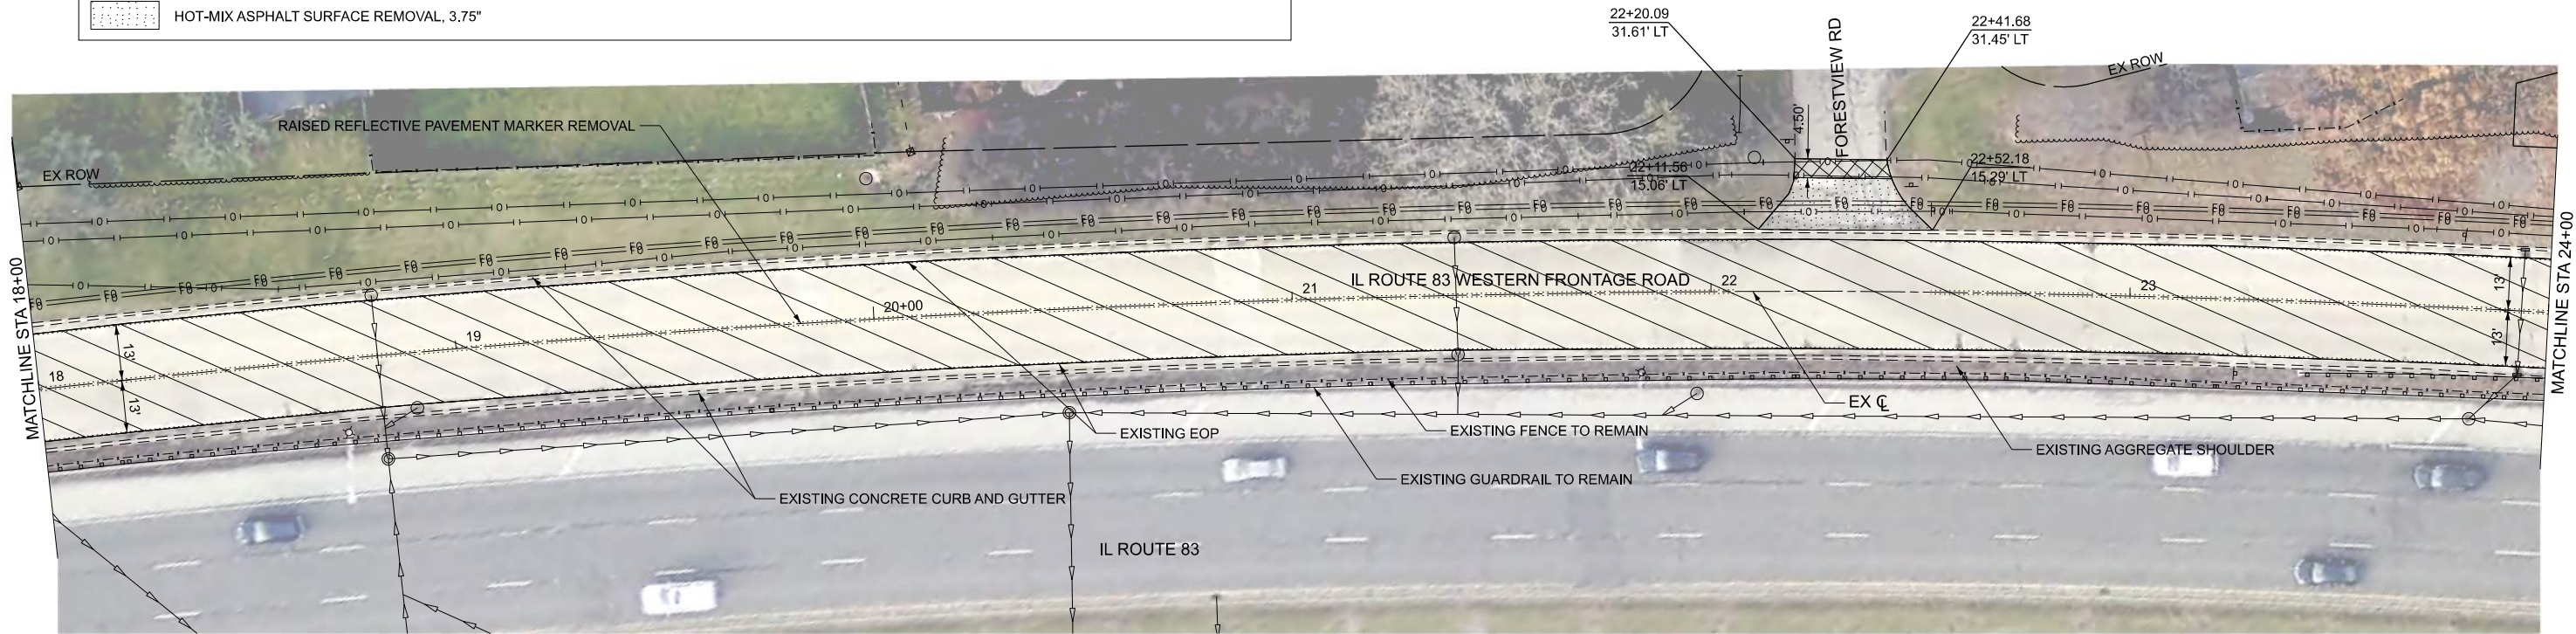 HOT-MIX ASPHALT SURFACE REMOVAL, 3.75"
22+20.09
31.61' LT
FORESTVIEW RD
22+41.68
31.45' LT
EX ROW
RAISED REFLECTIVE PAVEMENT MARKER REMOVAL
4.50'
EX ROW
22+11.56
15.06' LT
22+52.18
15.29' LT
MATCHLINE STA 18+00
MATCHLINE STA 24+00
IL ROUTE 83 WESTERN FRONTAGE ROAD
18
19
20+00
21
22
23
13'
13'
13'
13'
EX CL
EXISTING EOP
EXISTING FENCE TO REMAIN
EXISTING AGGREGATE SHOULDER
EXISTING GUARDRAIL TO REMAIN
EXISTING CONCRETE CURB AND GUTTER
IL ROUTE 83